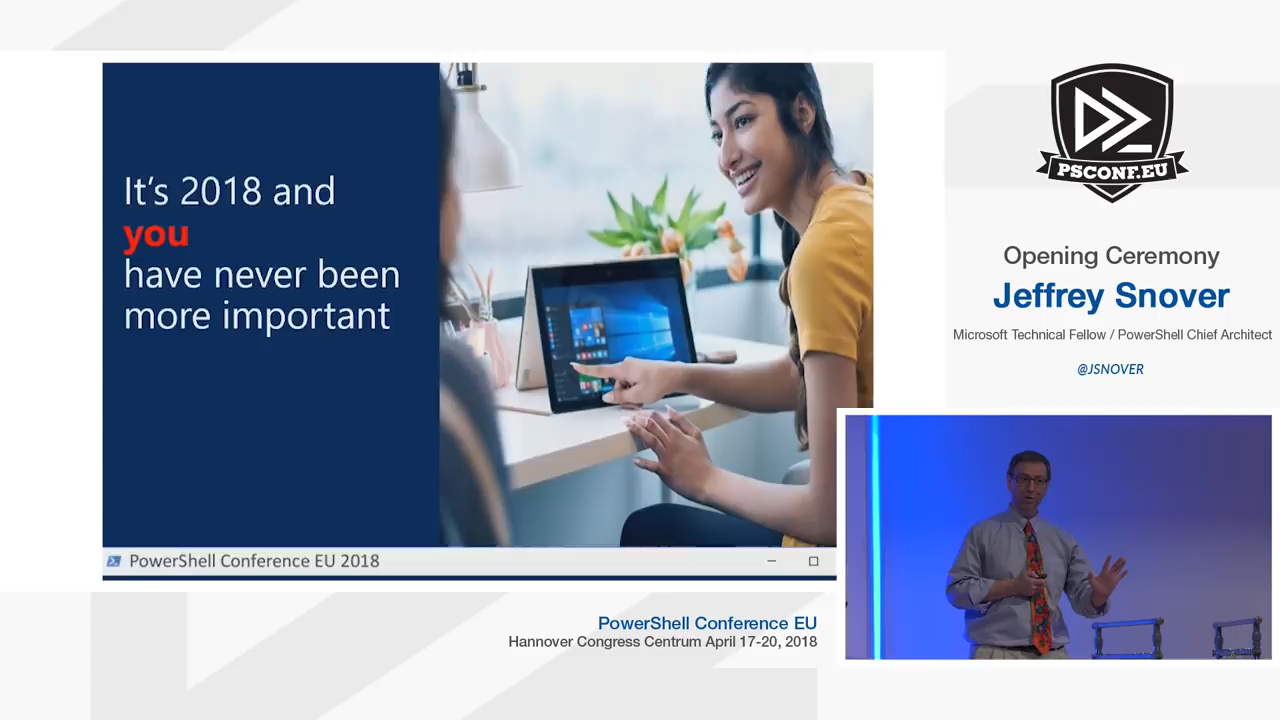 It's 2018 and
you
have never been
more important
PowerShell Conference EU 2018
PSCONF.EU
Opening Ceremony
Jeffrey Snover
Microsoft Technical Fellow / PowerShell Chief Architect
@JSNOVER
PowerShell Conference EU
Hannover Congress Centrum April 17-20, 2018